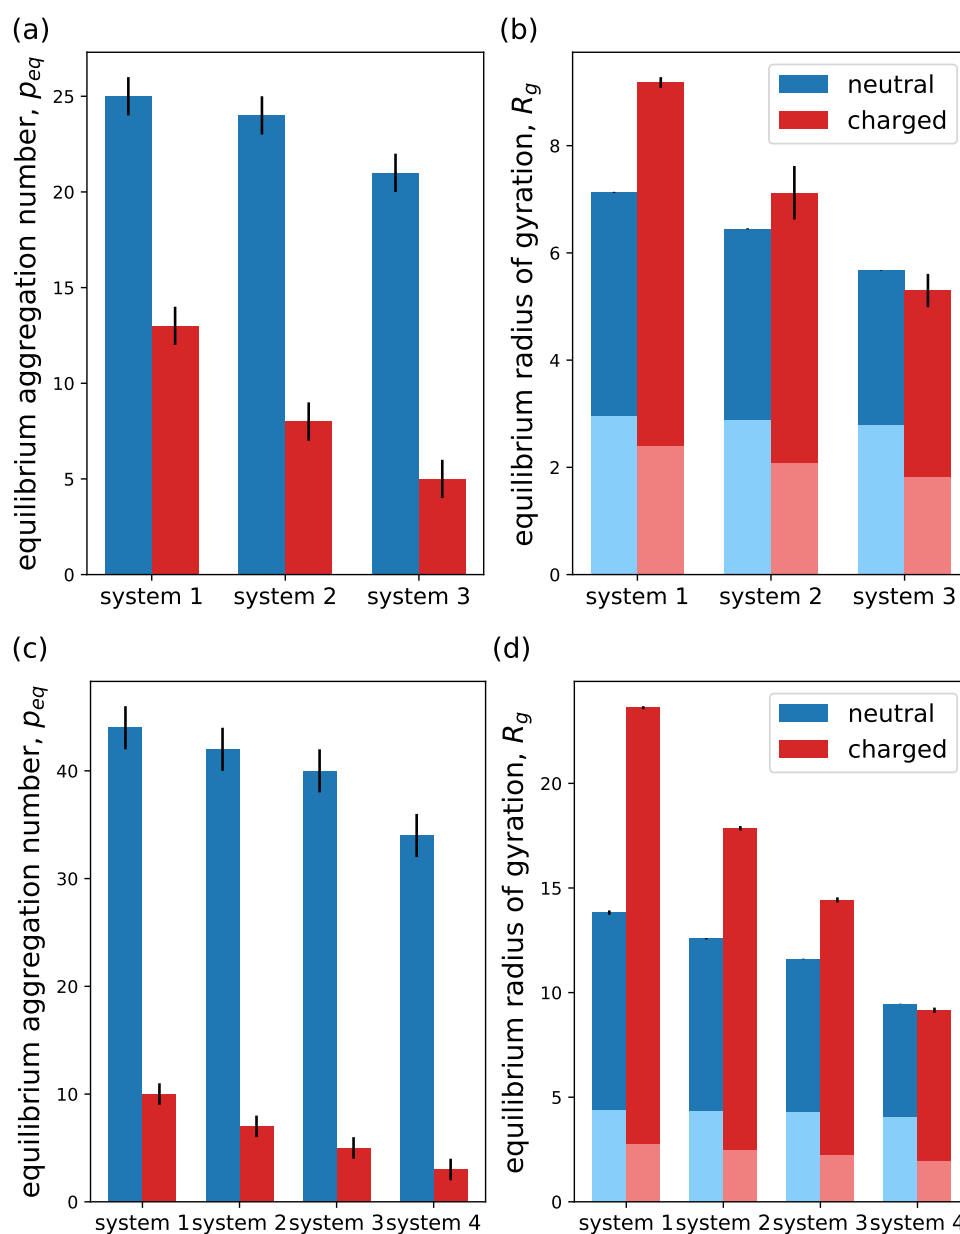 (a)
equilibrium aggregation number, p_eq
25
20
15
10
5
0
system 1 system 2 system 3
(b)
equilibrium radius of gyration, R_g
neutral
charged
8
6
4
2
0
system 1 system 2 system 3
(c)
equilibrium aggregation number, p_eq
40
30
20
10
0
system 1 system 2 system 3 system 4
(d)
equilibrium radius of gyration, R_g
neutral
charged
20
15
10
5
0
system 1 system 2 system 3 system 4